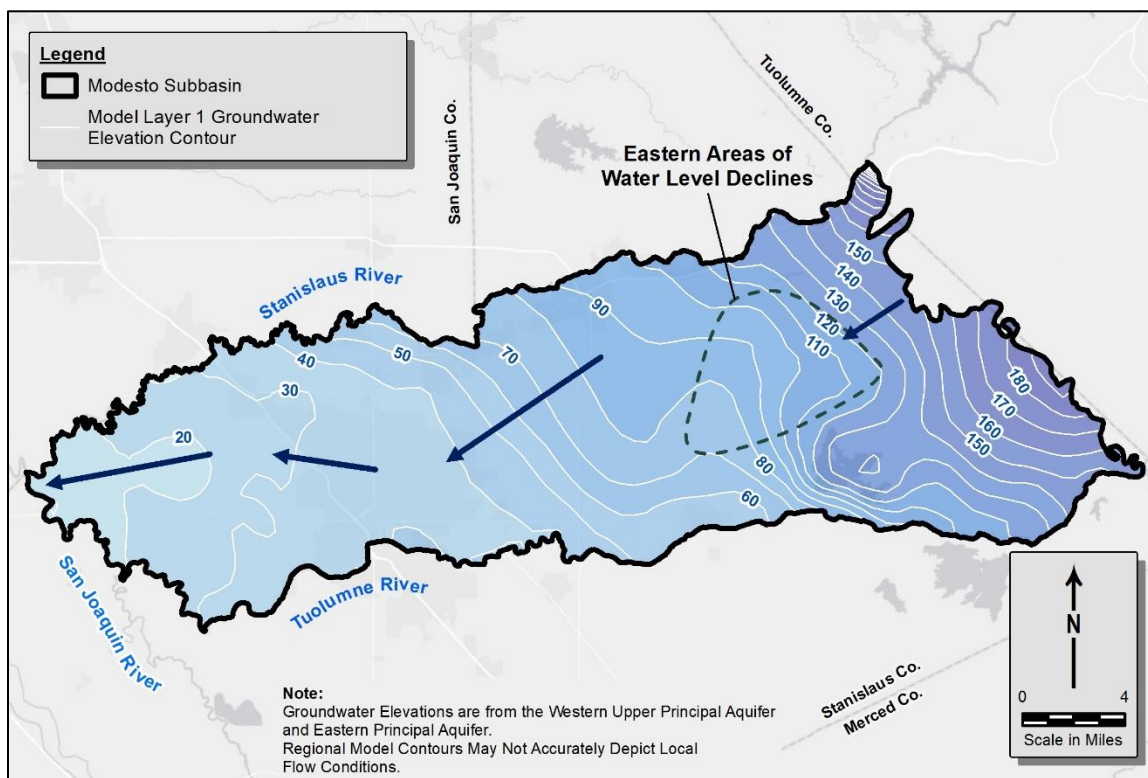 Legend
Modesto Subbasin
Model Layer 1 Groundwater
Elevation Contour
San Joaquin Co.
Tuolumne Co.
Eastern Areas of
Water Level Declines
Stanislaus River
150
140
130
120
110
90
70
50
40
30
20
180
170
160
150
80
60
San Joaquin River
Tuolumne River
Stanislaus Co.
Merced Co.
Note:
Groundwater Elevations are from the Western Upper Principal Aquifer
and Eastern Principal Aquifer.
Regional Model Contours May Not Accurately Depict Local
Flow Conditions.
N
0 4
Scale in Miles